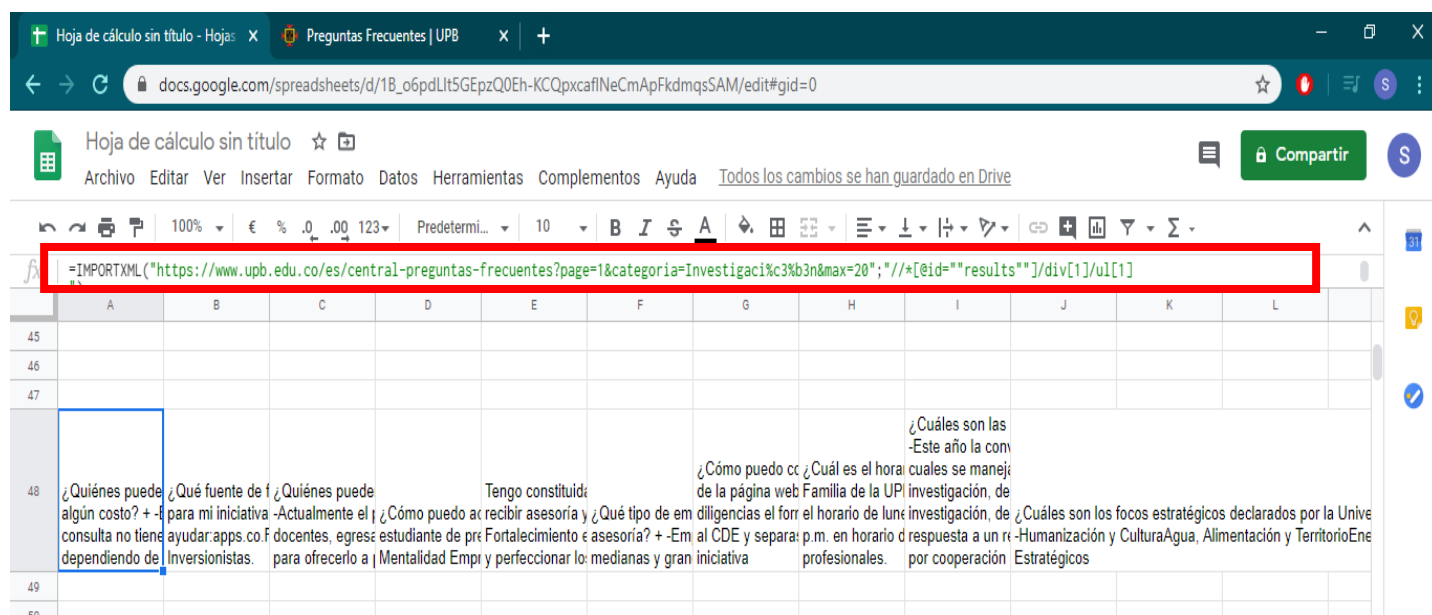 Hoja de cálculo sin título - Hojas
Preguntas Frecuentes | UPB
docs.google.com/spreadsheets/d/1B_o6pdLIt5GEpzQ0Eh-KCQpxcaflNeCmApFkdmqsSAM/edit#gid=0
S
Hoja de cálculo sin título
Compartir
S
Archivo Editar Ver Insertar Formato Datos Herramientas Complementos Ayuda Todos los cambios se han guardado en Drive
100% € % .0 .00 123 Predetermi... 10 B I S A
31
fx =IMPORTXML("https://www.upb.edu.co/es/central-preguntas-frecuentes?page=1&categoria=Investigaci%c3%b3n&max=20";"//*[@id=""results""]/div[1]/ul[1]
")
A B C D E F G H I J K L
45
46
47
48
¿Quiénes puede
algún costo? + -E
consulta no tiene
dependiendo de
¿Qué fuente de f
para mi iniciativa
ayudar:apps.co.F
Inversionistas.
¿Quiénes puede
-Actualmente el p
docentes, egresa
para ofrecerlo a p
¿Cómo puedo ac
estudiante de pre
Mentalidad Empr
Tengo constituida
recibir asesoría y
Fortalecimiento e
y perfeccionar los
¿Qué tipo de em
asesoría? + -Em
medianas y gran
¿Cómo puedo co
de la página web
diligencias el forr
al CDE y separas
iniciativa
¿Cuál es el horar
Familia de la UPI
el horario de lune
p.m. en horario d
profesionales.
¿Cuáles son las
-Este año la conv
cuales se maneja
investigación, de
investigación, de
respuesta a un re
por cooperación
¿Cuáles son los focos estratégicos declarados por la Unive
-Humanización y CulturaAgua, Alimentación y TerritorioEne
Estratégicos
49